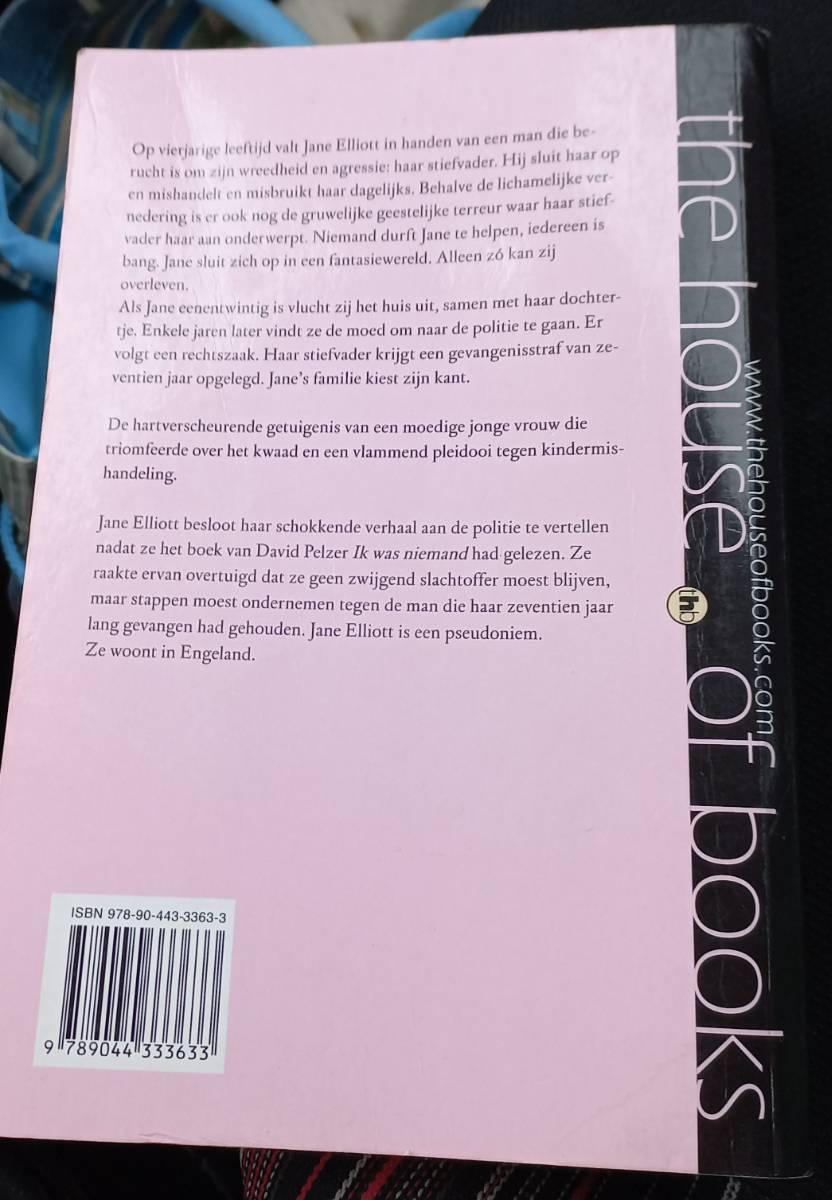 Op vierjarige leeftijd valt Jane Elliott in handen van een man die be-
rucht is om zijn wreedheid en agressie: haar stiefvader. Hij sluit haar op
en mishandelt en misbruikt haar dagelijks. Behalve de lichamelijke ver-
nedering is er ook nog de gruwelijke geestelijke terreur waar haar stief-
vader haar aan onderwerpt. Niemand durft Jane te helpen, iedereen is
bang. Jane sluit zich op in een fantasiewereld. Alleen zó kan zij
overleven.
Als Jane eenentwintig is vlucht zij het huis uit, samen met haar dochter-
tje. Enkele jaren later vindt ze de moed om naar de politie te gaan. Er
volgt een rechtszaak. Haar stiefvader krijgt een gevangenisstraf van ze-
ventien jaar opgelegd. Jane's familie kiest zijn kant.
De hartverscheurende getuigenis van een moedige jonge vrouw die
triomfeerde over het kwaad en een vlammend pleidooi tegen kindermis-
handeling.
Jane Elliott besloot haar schokkende verhaal aan de politie te vertellen
nadat ze het boek van David Pelzer Ik was niemand had gelezen. Ze
raakte ervan overtuigd dat ze geen zwijgend slachtoffer moest blijven,
maar stappen moest ondernemen tegen de man die haar zeventien jaar
lang gevangen had gehouden. Jane Elliott is een pseudoniem.
Ze woont in Engeland.
ISBN 978-90-443-3363-3
9 789044 333633
the house of books
www.thehouseofbooks.com
thb